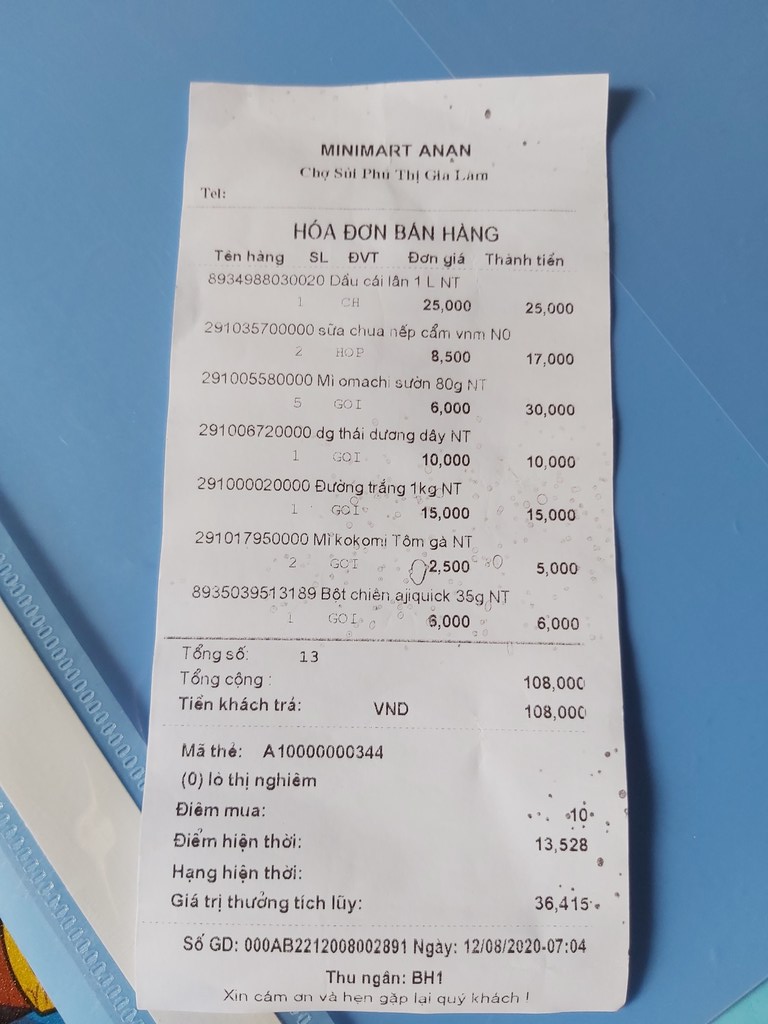 MINIMART ANAN
Chợ Sủi Phú Thị Gia Lâm
Tel:
HÓA ĐƠN BÁN HÀNG
Tên hàng SL ĐVT Đơn giá Thành tiền
8934988030020 Dầu cái lân 1 L NT
1 CH 25,000 25,000
291035700000 sữa chua nếp cẩm vnm N0
2 HOP 8,500 17,000
291005580000 Mì omachi sườn 80g NT
5 GOI 6,000 30,000
291006720000 dg thái dương dây NT
1 GOI 10,000 10,000
291000020000 Đường trắng 1kg NT
1 GOI 15,000 15,000
291017950000 Mì kokomi Tôm gà NT
2 GOI 2,500 5,000
8935039513189 Bột chiên ajiquick 35g NT
1 GOI 6,000 6,000
Tổng số: 13
Tổng cộng : 108,000
Tiền khách trả: VND 108,000
Mã thẻ: A10000000344
(0) lò thị nghiêm
Điểm mua: 10
Điểm hiện thời: 13,528
Hạng hiện thời:
Giá trị thưởng tích lũy: 36,415
Số GD: 000AB2212008002891 Ngày: 12/08/2020-07:04
Thu ngân: BH1
Xin cám ơn và hẹn gặp lại quý khách !